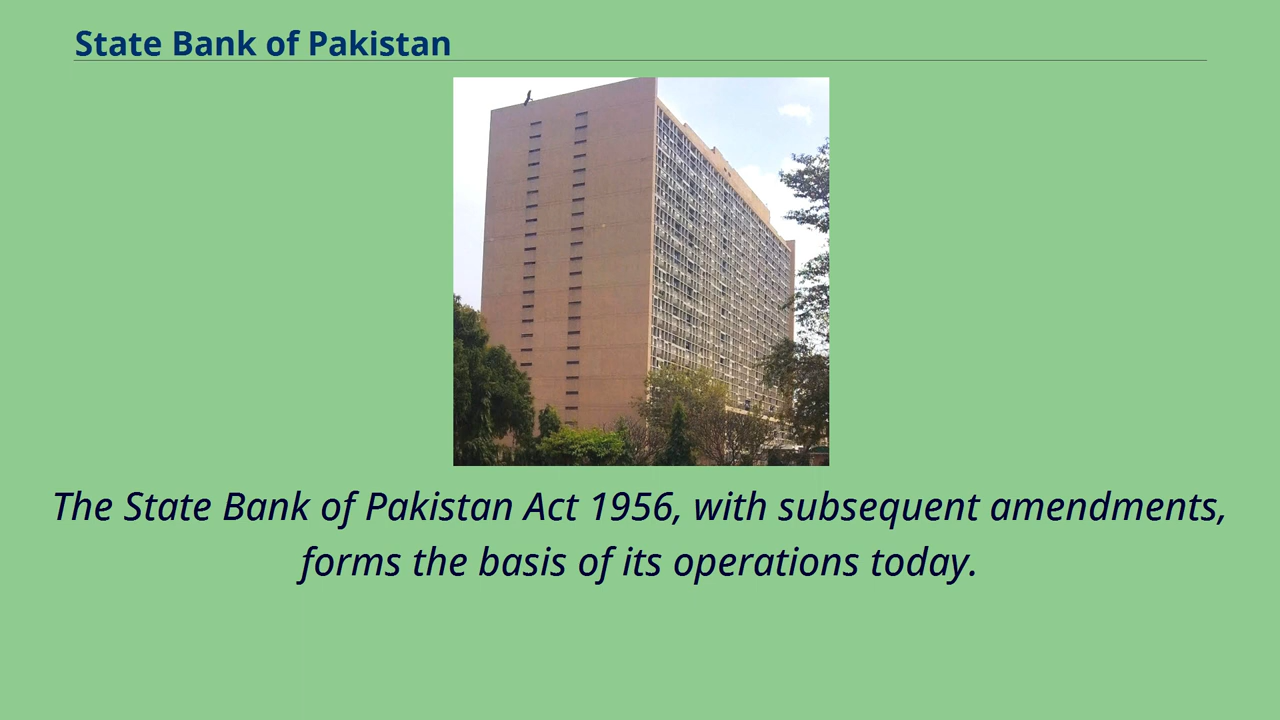 State Bank of Pakistan
The State Bank of Pakistan Act 1956, with subsequent amendments,
forms the basis of its operations today.